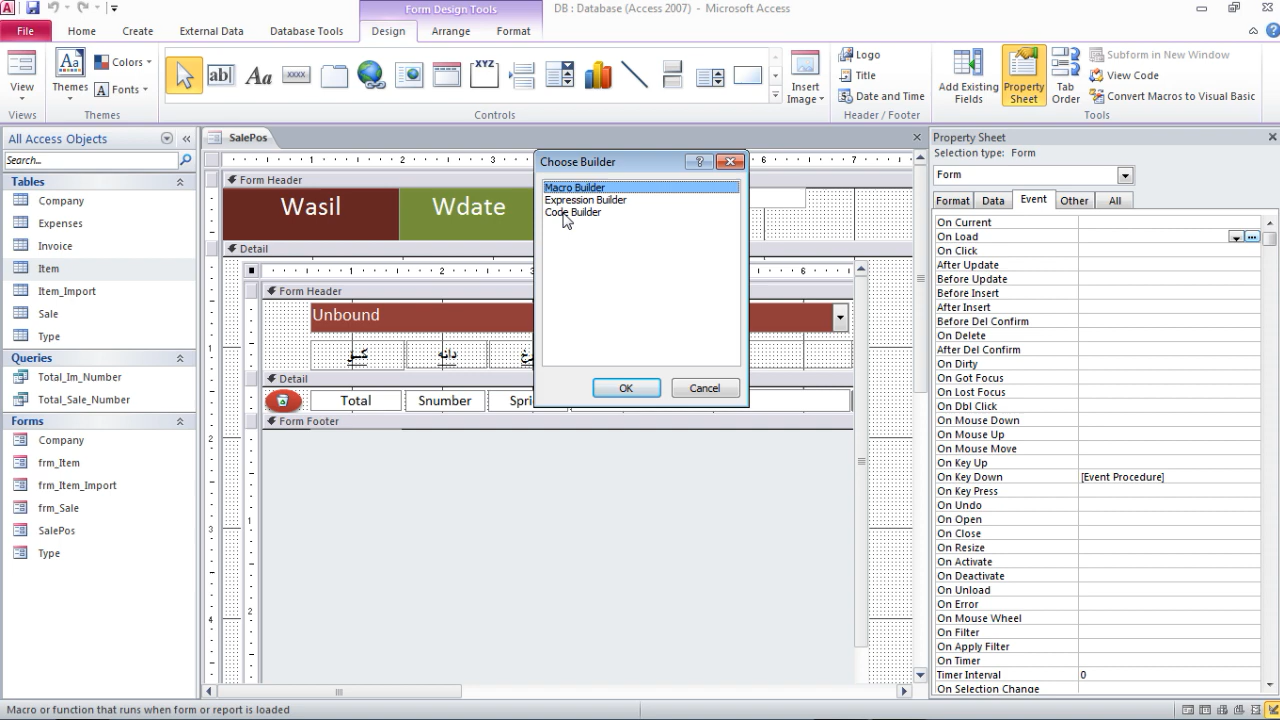 Form Design Tools
DB : Database (Access 2007) - Microsoft Access
File
Home
Create
External Data
Database Tools
Design
Arrange
Format
View
Views
Themes
Colors
Fonts
Themes
ab|
Aa
XXXX
XYZ
Controls
Insert
Image
Logo
Title
Date and Time
Header / Footer
Add Existing
Fields
Property
Sheet
Tab
Order
Subform in New Window
View Code
Convert Macros to Visual Basic
Tools
All Access Objects
Search...
Tables
Company
Expenses
Invoice
Item
Item_Import
Sale
Type
Queries
Total_Im_Number
Total_Sale_Number
Forms
Company
frm_Item
frm_Item_Import
frm_Sale
SalePos
Type
SalePos
Form Header
Wasil
Wdate
Detail
Form Header
Unbound
دانه
Detail
Total
Snumber
Form Footer
Choose Builder
Macro Builder
Expression Builder
Code Builder
OK
Cancel
Property Sheet
Selection type: Form
Form
Format
Data
Event
Other
All
On Current
On Load
On Click
After Update
Before Update
Before Insert
After Insert
Before Del Confirm
On Delete
After Del Confirm
On Dirty
On Got Focus
On Lost Focus
On Dbl Click
On Mouse Down
On Mouse Up
On Mouse Move
On Key Up
On Key Down [Event Procedure]
On Key Press
On Undo
On Open
On Close
On Resize
On Activate
On Deactivate
On Unload
On Error
On Mouse Wheel
On Filter
On Apply Filter
On Timer
Timer Interval 0
On Selection Change
Macro or function that runs when form or report is loaded